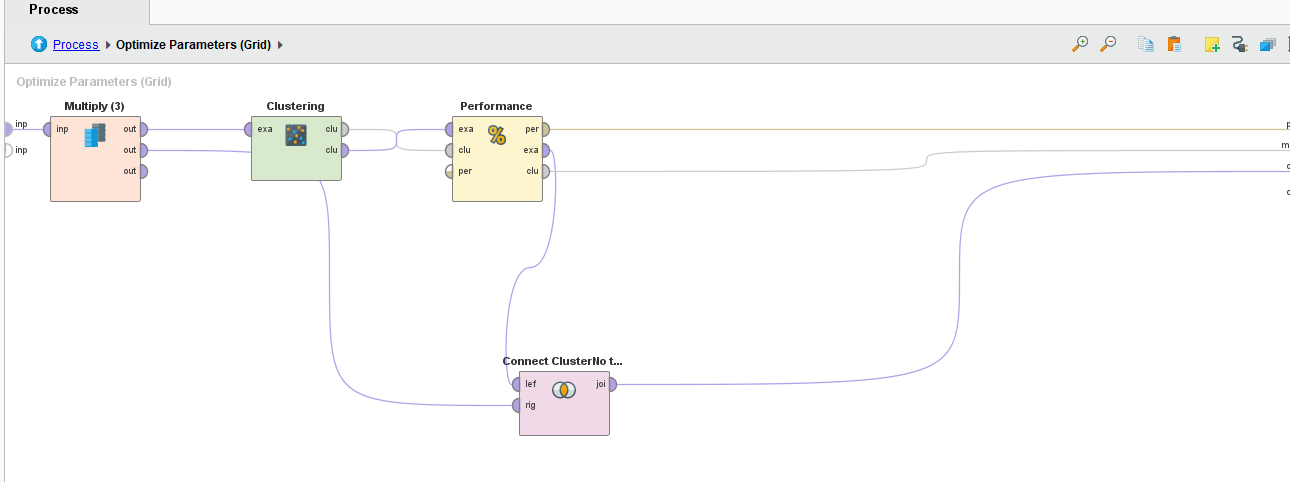 Process
Process Optimize Parameters (Grid)
Optimize Parameters (Grid)
Multiply (3)
Clustering
Performance
inp
inp
inp
out
out
out
exa
clu
clu
exa
clu
per
per
exa
clu
inp
m
Connect ClusterNo t...
lef
rig
joi